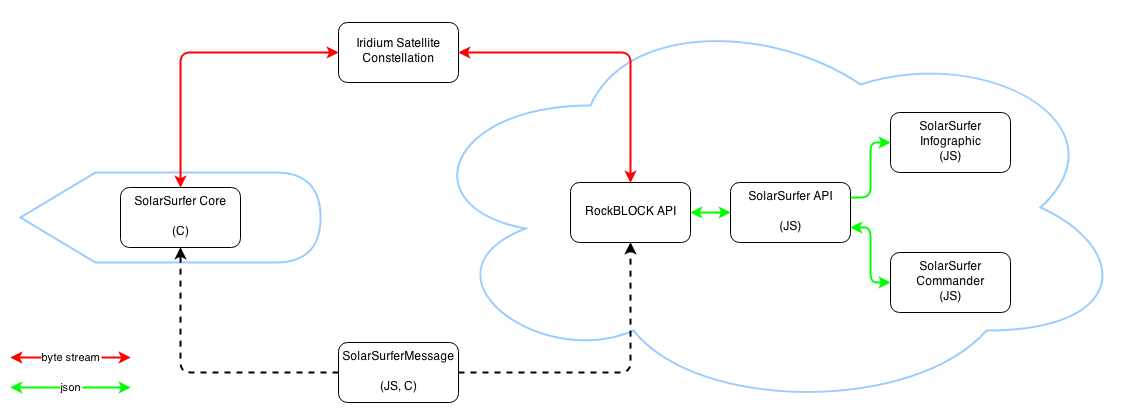 Iridium Satellite
Constellation
SolarSurfer
Infographic
(JS)
SolarSurfer Core
(C)
RockBLOCK API
SolarSurfer API
(JS)
SolarSurfer
Commander
(JS)
SolarSurferMessage
(JS, C)
byte stream
json